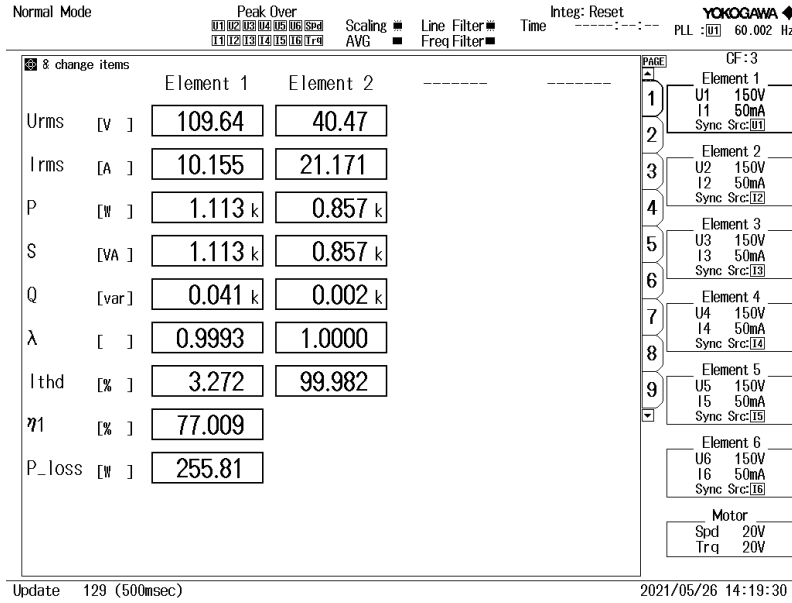 Normal Mode
Peak Over
U1 U2 U3 U4 U5 U6 Spd
I1 I2 I3 I4 I5 I6 Trq
Scaling
AVG
Line Filter
Freq Filter
Time -----:--:--
Integ: Reset
YOKOGAWA
PLL :U1 60.002 Hz
8 change items
Element 1 Element 2 ------- -------
Urms [V ] 109.64 40.47
Irms [A ] 10.155 21.171
P [W ] 1.113 k 0.857 k
S [VA ] 1.113 k 0.857 k
Q [var] 0.041 k 0.002 k
λ [ ] 0.9993 1.0000
Ithd [% ] 3.272 99.982
η1 [% ] 77.009
P_loss [W ] 255.81
PAGE
1
2
3
4
5
6
7
8
9
CF:3
Element 1
U1 150V
I1 50mA
Sync Src:U1
Element 2
U2 150V
I2 50mA
Sync Src:I2
Element 3
U3 150V
I3 50mA
Sync Src:I3
Element 4
U4 150V
I4 50mA
Sync Src:I4
Element 5
U5 150V
I5 50mA
Sync Src:I5
Element 6
U6 150V
I6 50mA
Sync Src:I6
Motor
Spd 20V
Trq 20V
Update 129 (500msec)
2021/05/26 14:19:30